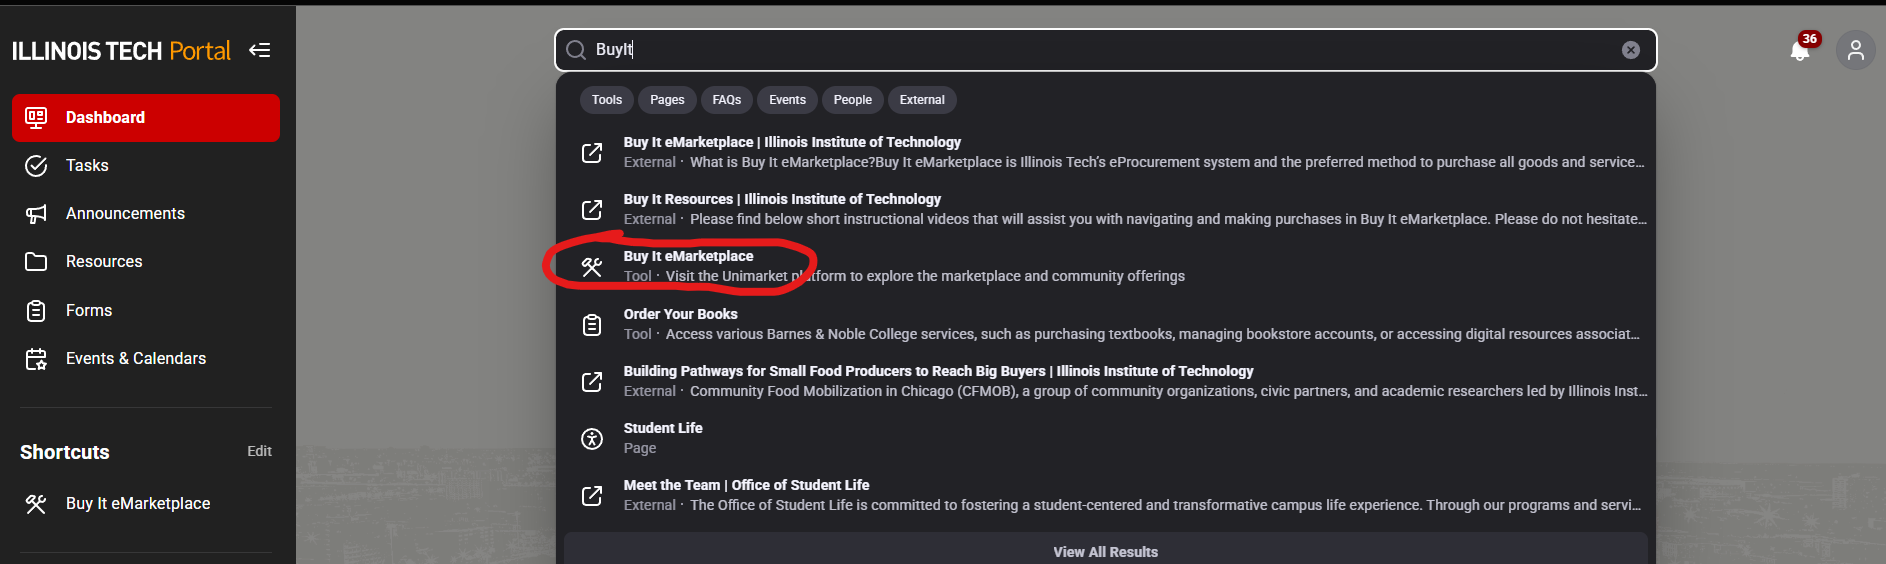 ILLINOIS TECH Portal
BuyIt
36
Dashboard
Tasks
Announcements
Resources
Forms
Events & Calendars
Shortcuts
Edit
Buy It eMarketplace
Tools
Pages
FAQs
Events
People
External
Buy It eMarketplace | Illinois Institute of Technology
External · What is Buy It eMarketplace?Buy It eMarketplace is Illinois Tech's eProcurement system and the preferred method to purchase all goods and service...
Buy It Resources | Illinois Institute of Technology
External · Please find below short instructional videos that will assist you with navigating and making purchases in Buy It eMarketplace. Please do not hesitate...
Buy It eMarketplace
Tool · Visit the Unimarket platform to explore the marketplace and community offerings
Order Your Books
Tool · Access various Barnes & Noble College services, such as purchasing textbooks, managing bookstore accounts, or accessing digital resources associat...
Building Pathways for Small Food Producers to Reach Big Buyers | Illinois Institute of Technology
External · Community Food Mobilization in Chicago (CFMOB), a group of community organizations, civic partners, and academic researchers led by Illinois Inst...
Student Life
Page
Meet the Team | Office of Student Life
External · The Office of Student Life is committed to fostering a student-centered and transformative campus life experience. Through our programs and servi...
View All Results